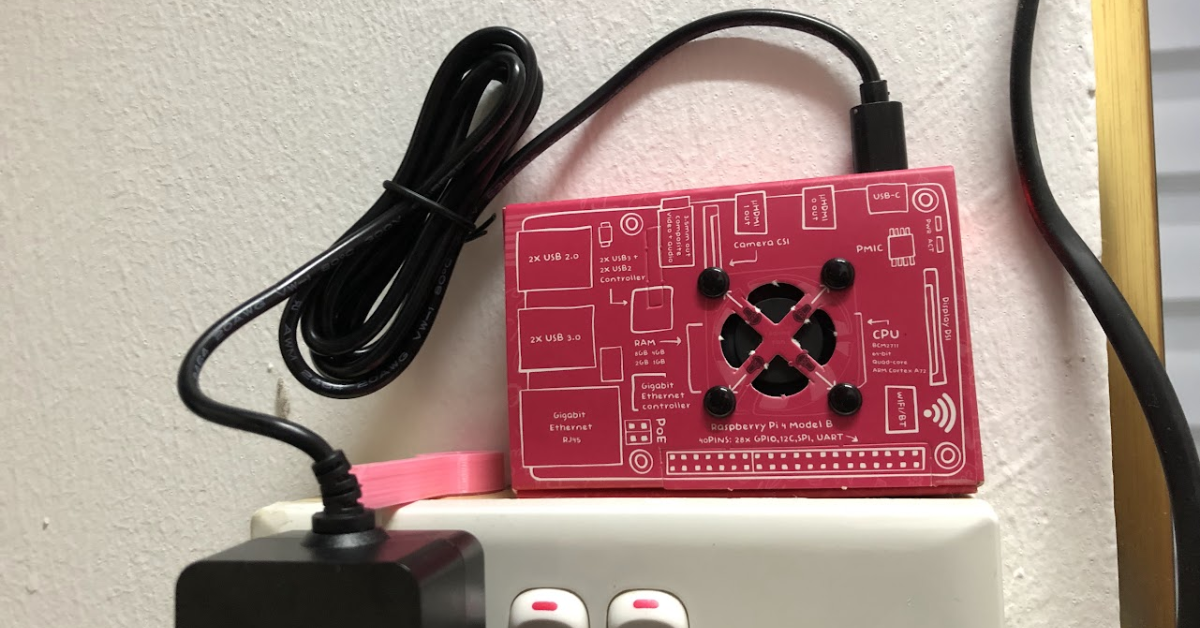 2X USB 2.0
2X USB3 +
2X USB2
Controller
3.5mm out
Composite
Video + Audio
Camera CSI
µHDMI
1 OUT
µHDMI
0 OUT
USB-C
PWR
ACT
PMIC
Display DSI
2X USB 3.0
RAM
8GB 4GB
2GB 1GB
CPU
BCM2711
64-bit
Quad-core
ARM Cortex A72
Gigabit
Ethernet
controller
Gigabit
Ethernet
RJ45
PoE
WiFi/BT
Raspberry Pi 4 Model B
40PINS: 28X GPIO,I2C,SPI, UART